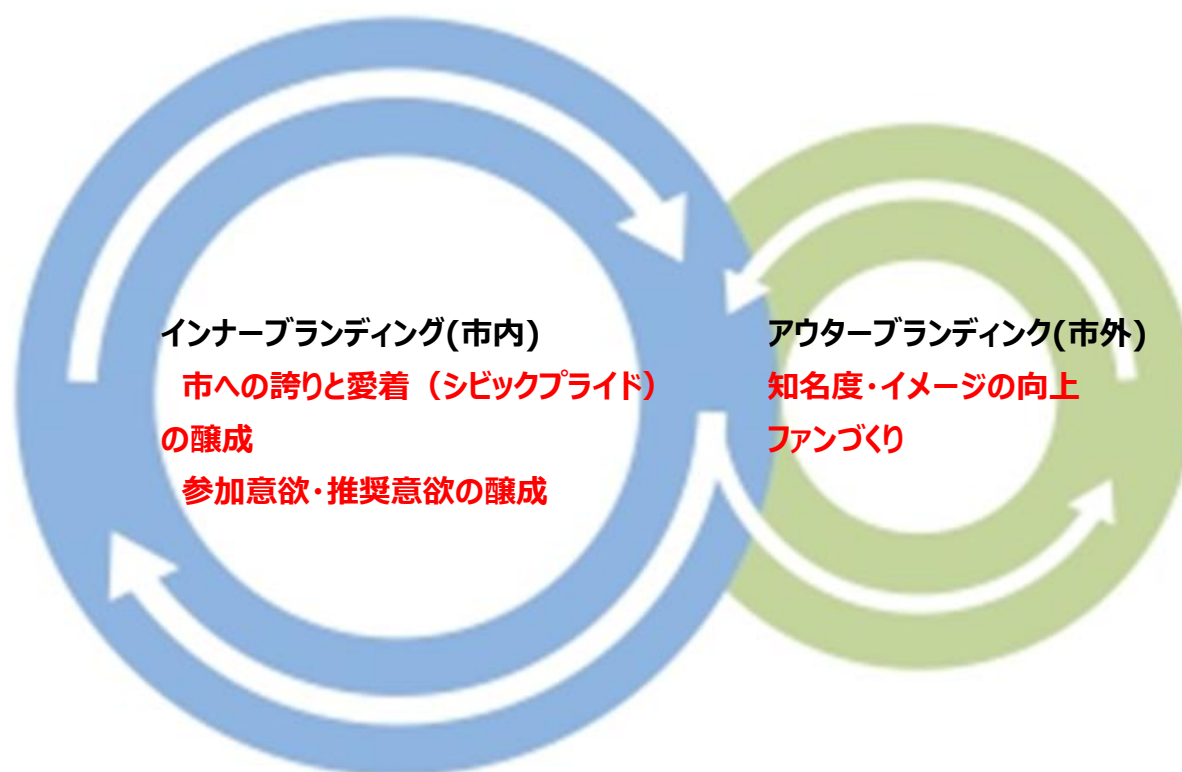 インナーブランディング(市内)
市への誇りと愛着（シビックプライド）
の醸成
参加意欲・推奨意欲の醸成
アウターブランディンク(市外)
知名度・イメージの向上
ファンづくり